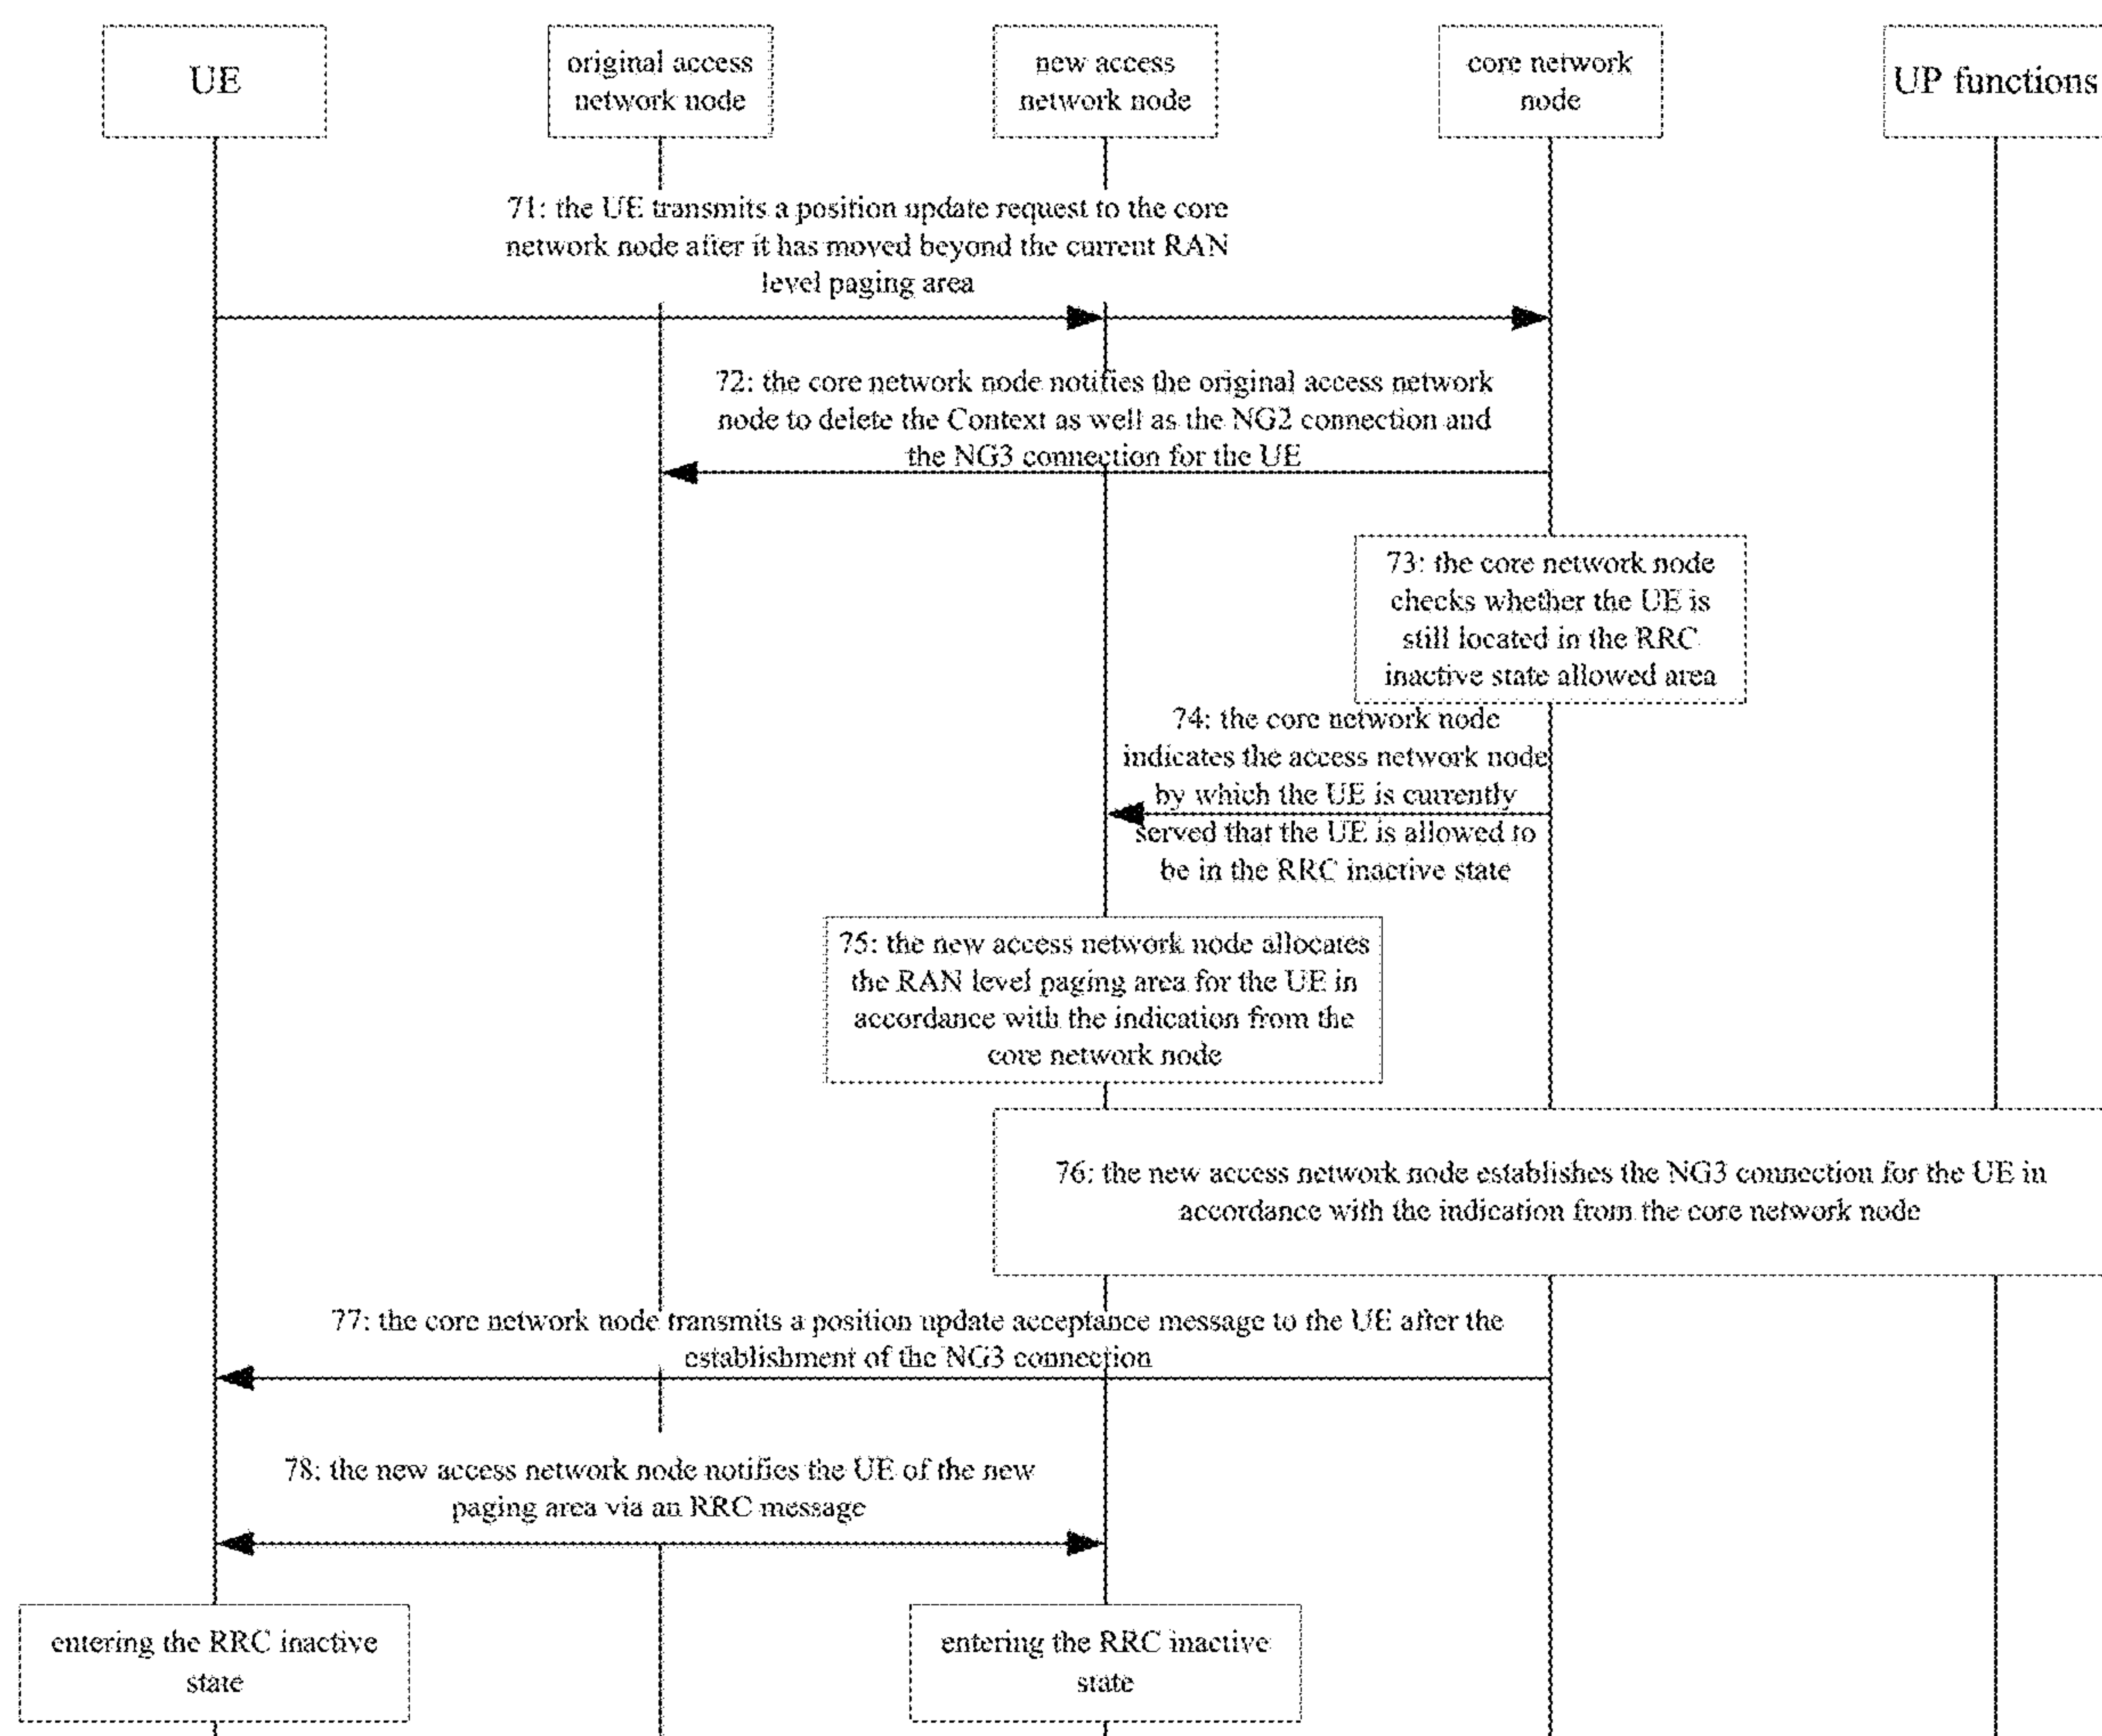 UE
original access
network node
new access
network node
core network
node
UP functions
71: the UE transmits a position update request to the core
network node after it has moved beyond the current RAN
level paging area
72: the core network node notifies the original access network
node to delete the Context as well as the NG2 connection and
the NG3 connection for the UE
73: the core network node
checks whether the UE is
still located in the RRC
inactive state allowed area
74: the core network node
indicates the access network node
by which the UE is currently
served that the UE is allowed to
be in the RRC inactive state
75: the new access network node allocates
the RAN level paging area for the UE in
accordance with the indication from the
core network node
76: the new access network node establishes the NG3 connection for the UE in
accordance with the indication from the core network node
77: the core network node transmits a position update acceptance message to the UE after the
establishment of the NG3 connection
78: the new access network node notifies the UE of the new
paging area via an RRC message
entering the RRC inactive
state
entering the RRC inactive
state